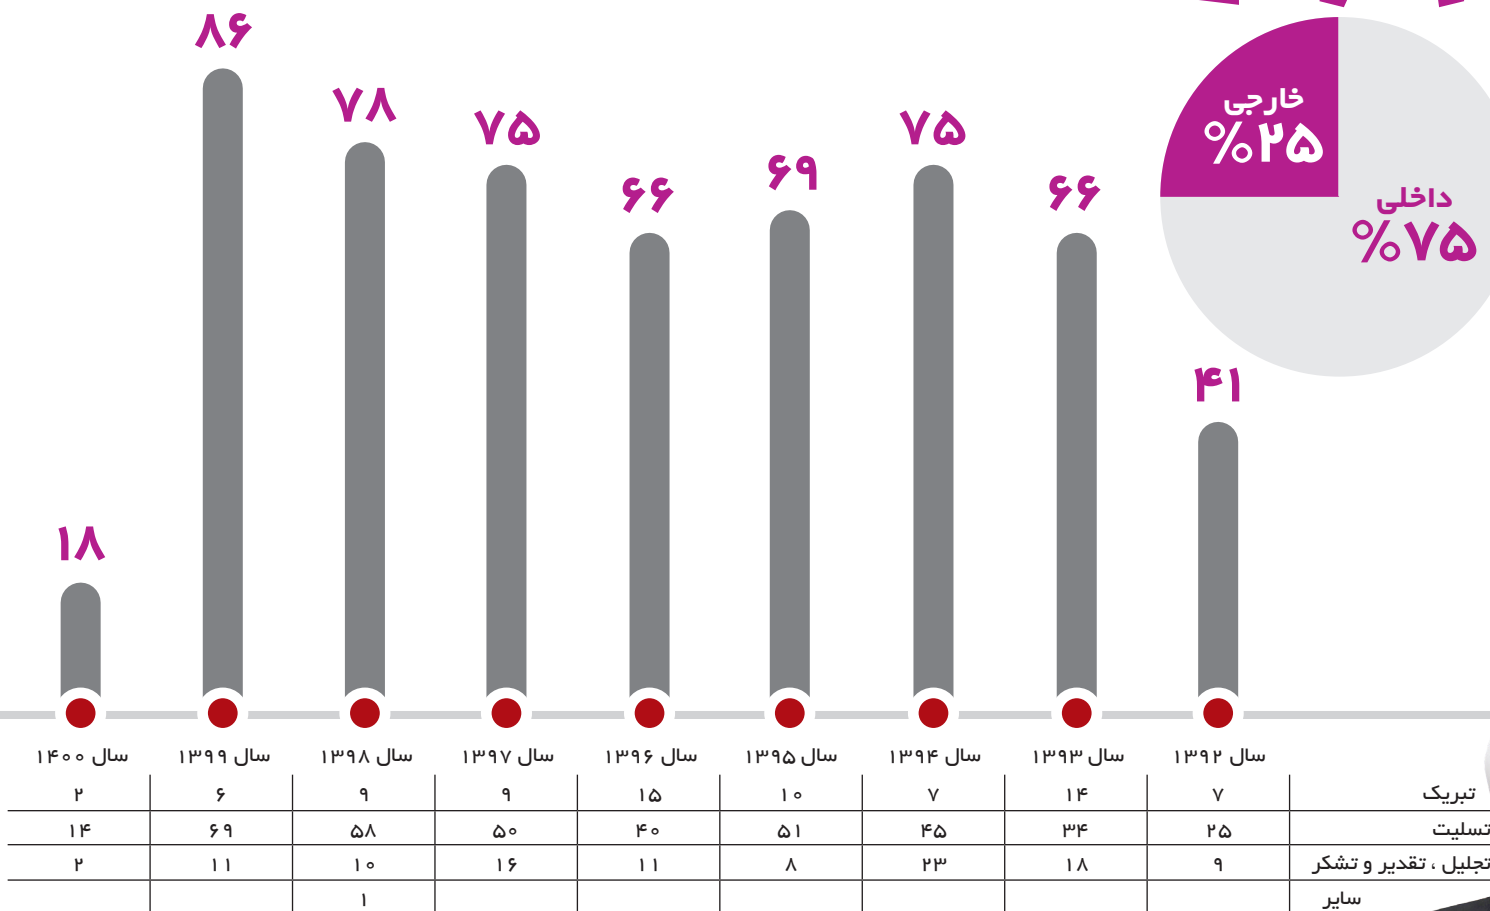 خارجی
%۲۵
داخلی
%۷۵
۴۱
۶۶
۷۵
۶۹
۶۶
۷۵
۷۸
۸۶
۱۸
سال ۱۳۹۲ سال ۱۳۹۳ سال ۱۳۹۴ سال ۱۳۹۵ سال ۱۳۹۶ سال ۱۳۹۷ سال ۱۳۹۸ سال ۱۳۹۹ سال ۱۴۰۰
تبریک ۷ ۱۴ ۷ ۱۰ ۱۵ ۹ ۹ ۶ ۲
تسلیت ۲۵ ۳۴ ۴۵ ۵۱ ۴۰ ۵۰ ۵۸ ۶۹ ۱۴
تجلیل ، تقدیر و تشکر ۹ ۱۸ ۲۳ ۸ ۱۱ ۱۶ ۱۰ ۱۱ ۲
سایر ۱